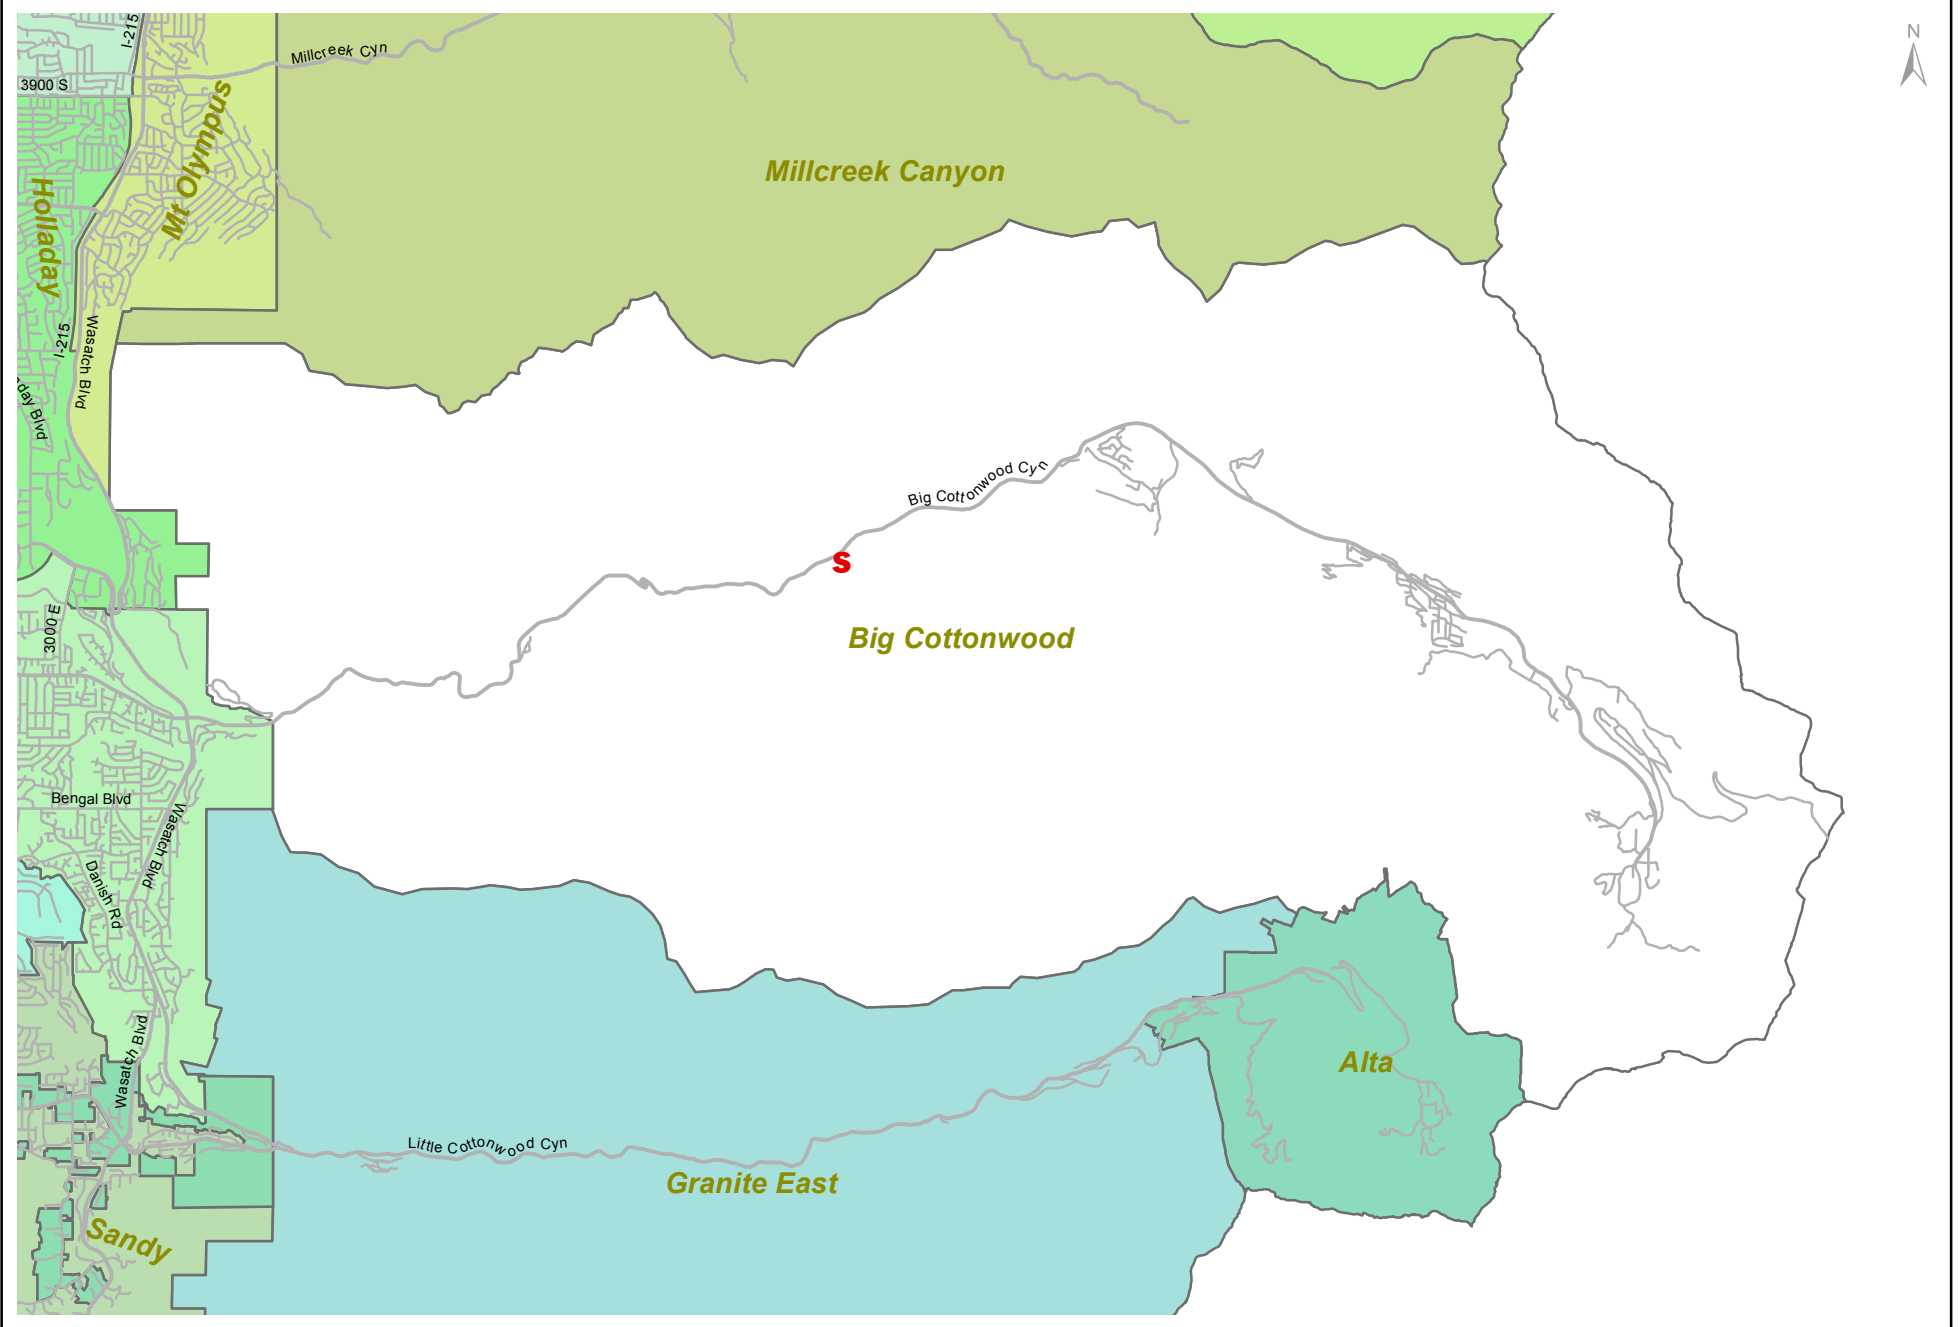 I-215
N
Millcreek Cyn
3900 S
Mt Olympus
Millcreek Canyon
Holladay
I-215
Wasatch Blvd
day Blvd
Big Cottonwood Cyn
S
3000 E
Big Cottonwood
Bengal Blvd
Wasatch Blvd
Danish Rd
Wasatch Blvd
Alta
Little Cottonwood Cyn
Granite East
Sandy